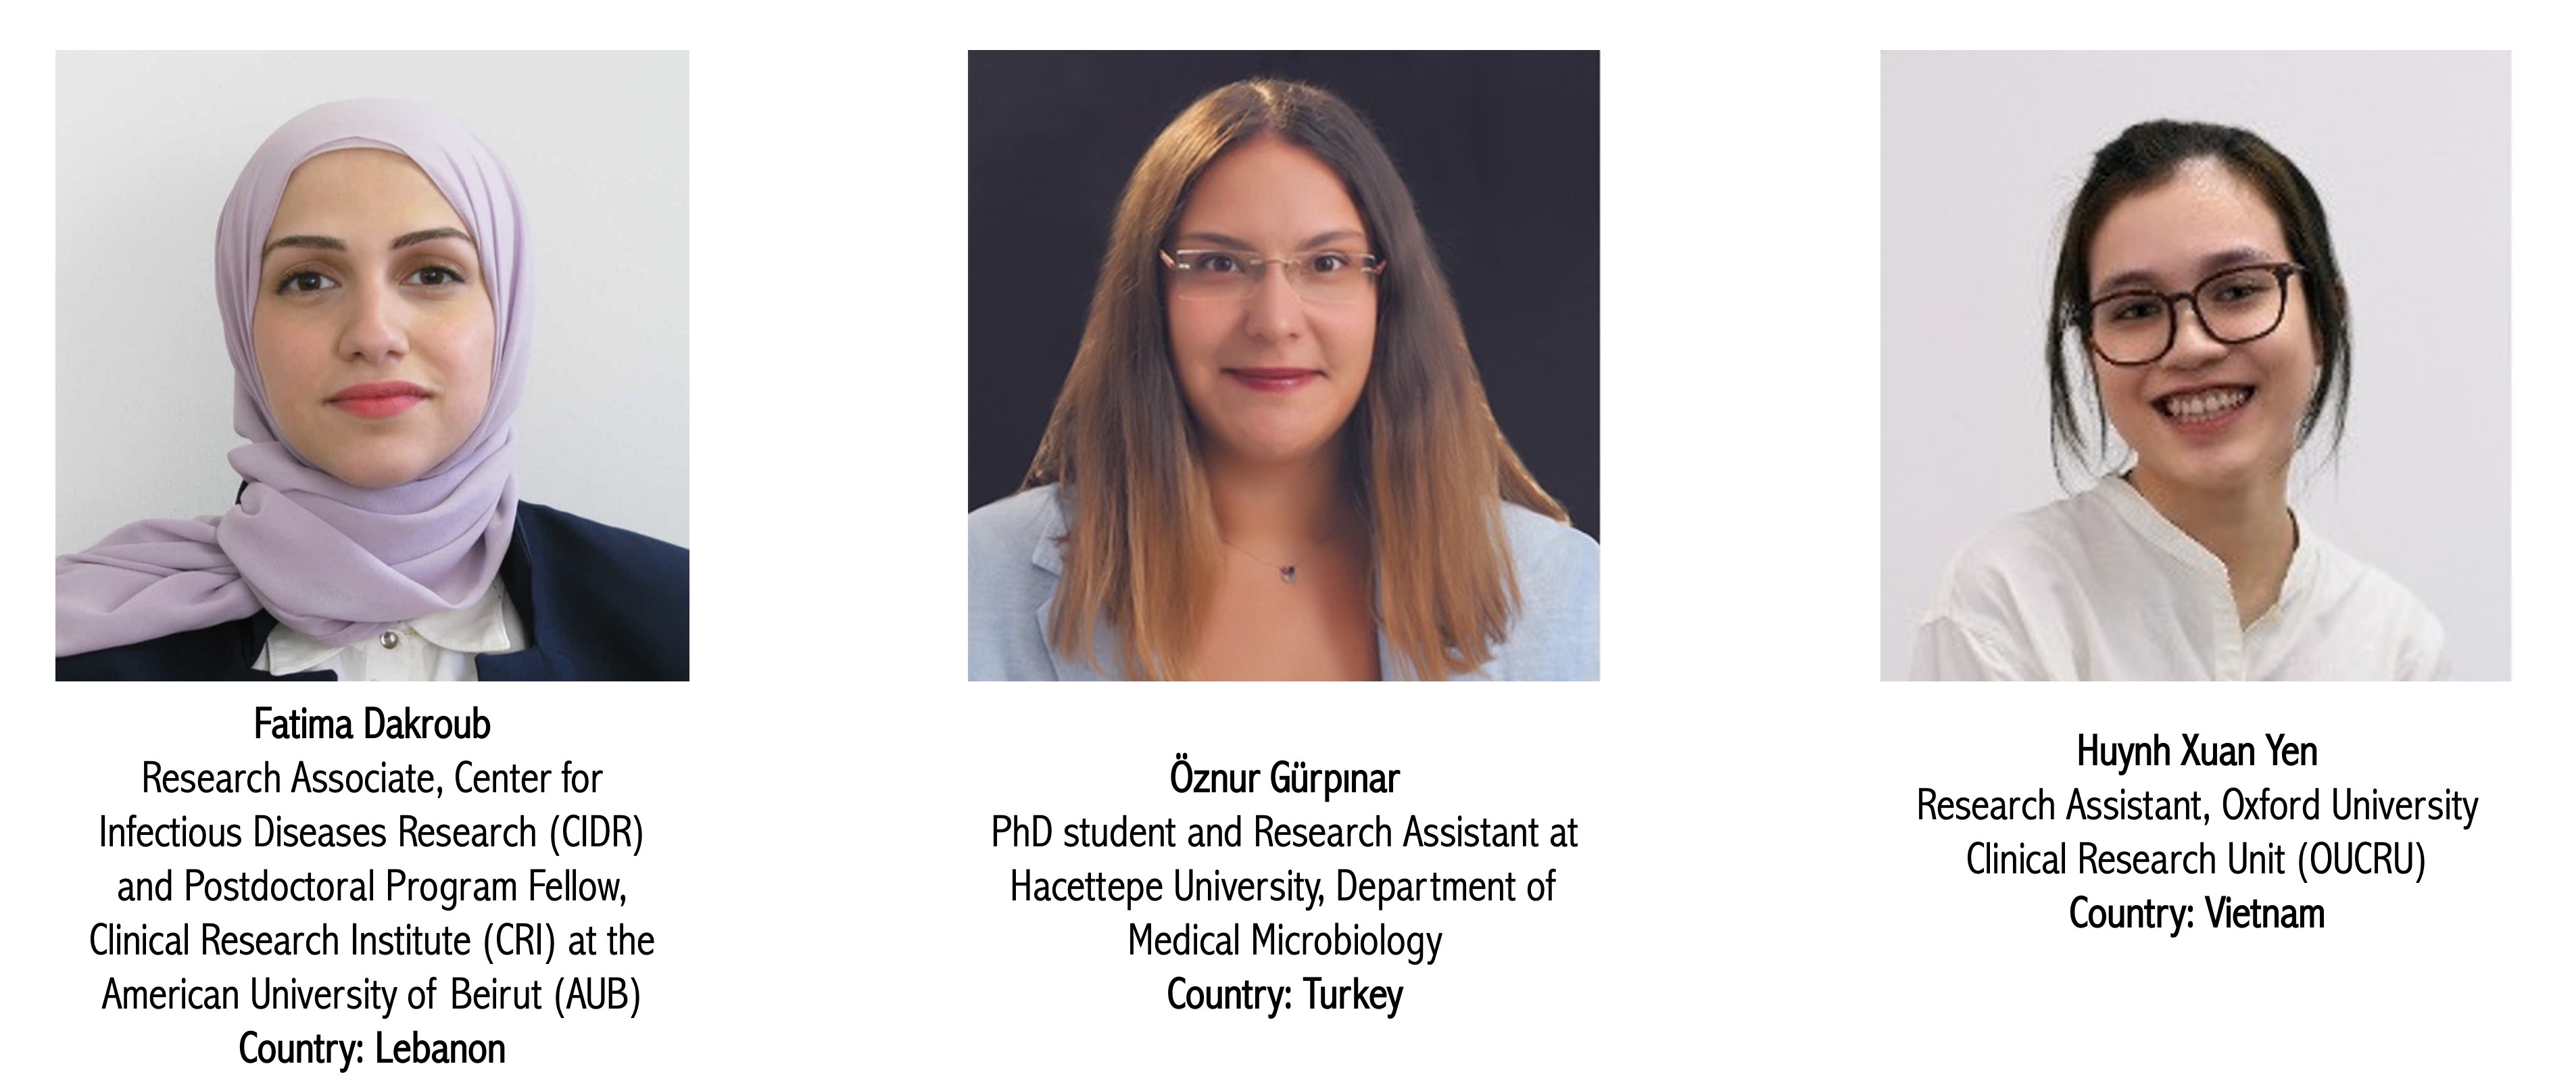 Fatima Dakroub
Research Associate, Center for
Infectious Diseases Research (CIDR)
and Postdoctoral Program Fellow,
Clinical Research Institute (CRI) at the
American University of Beirut (AUB)
Country: Lebanon
Öznur Gürpınar
PhD student and Research Assistant at
Hacettepe University, Department of
Medical Microbiology
Country: Turkey
Huynh Xuan Yen
Research Assistant, Oxford University
Clinical Research Unit (OUCRU)
Country: Vietnam